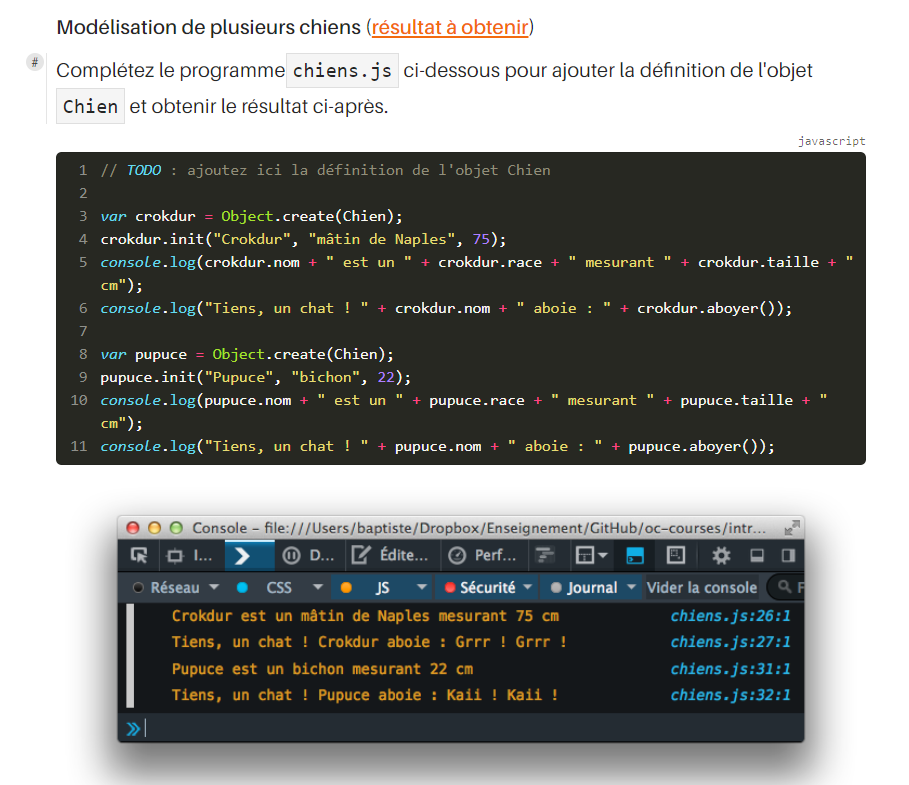 Modélisation de plusieurs chiens (résultat à obtenir)
#
Complétez le programme chiens.js ci-dessous pour ajouter la définition de l'objet
Chien et obtenir le résultat ci-après.
javascript
1 // TODO : ajoutez ici la définition de l'objet Chien
2
3 var crokdur = Object.create(Chien);
4 crokdur.init("Crokdur", "mâtin de Naples", 75);
5 console.log(crokdur.nom + " est un " + crokdur.race + " mesurant " + crokdur.taille + "
cm");
6 console.log("Tiens, un chat ! " + crokdur.nom + " aboie : " + crokdur.aboyer());
7
8 var pupuce = Object.create(Chien);
9 pupuce.init("Pupuce", "bichon", 22);
10 console.log(pupuce.nom + " est un " + pupuce.race + " mesurant " + pupuce.taille + "
cm");
11 console.log("Tiens, un chat ! " + pupuce.nom + " aboie : " + pupuce.aboyer());
Console – file:///Users/baptiste/Dropbox/Enseignement/GitHub/oc-courses/intr...
I... D... Édite... Perf...
Réseau CSS JS Sécurité Journal Vider la console F
Crokdur est un mâtin de Naples mesurant 75 cm chiens.js:26:1
Tiens, un chat ! Crokdur aboie : Grrr ! Grrr ! chiens.js:27:1
Pupuce est un bichon mesurant 22 cm chiens.js:31:1
Tiens, un chat ! Pupuce aboie : Kaii ! Kaii ! chiens.js:32:1
»